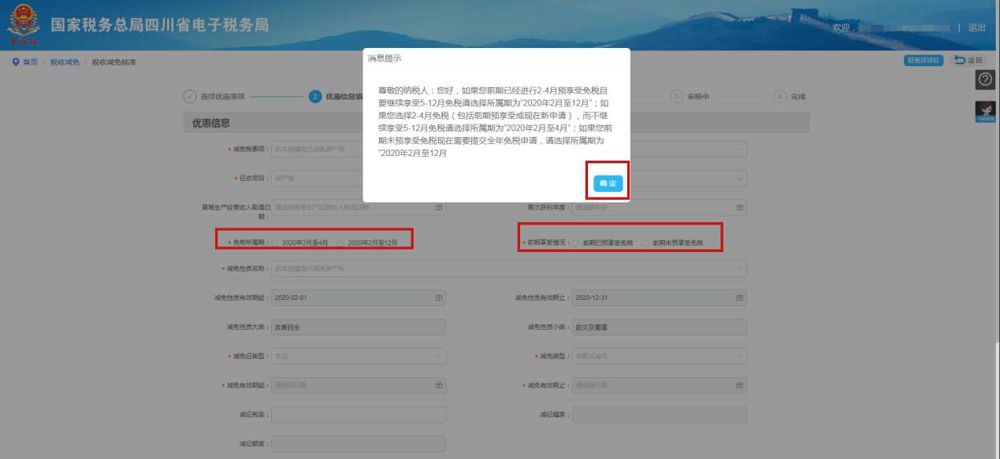 国家税务总局四川省电子税务局
欢迎， | 退出
首页 > 税收减免 > 税收减免核准
好差评评价 返回
选择优惠事项
2 优惠信息填
5 审核中
6 完成
消息提示
尊敬的纳税人：您好，如果您前期已经进行2-4月预享受免税且
要继续享受5-12月免税请选择所属期为"2020年2月至12月"；如
果您选择2-4月免税（包括前期预享受或现在新申请），而不继
续享受5-12月免税请选择所属期为"2020年2月至4月"；如果您前
期未预享受免税现在需要提交全年免税申请，请选择所属期为
"2020年2月至12月
确定
优惠信息
* 减免税事项： 抗击疫情地方减免房产税
* 征收项目： 房产税
首笔生产经营收入取得日期： 请选择首笔生产经营收入取得日期
首次获利年度： 请选择年份
* 免税所属期： 2020年2月至4月 2020年2月至12月
* 前期享受情况： 前期已预享受免税 前期未预享受免税
* 减免性质名称： 抗击疫情地方减免房产税
减免性质有效期起： 2020-02-01
减免性质有效期止： 2020-12-31
减免性质大类： 改善民生
减免性质小类： 救灾及重建
* 减免征类型： 免征
* 减免类型： 税额式减免
* 减免有效期起： 请选择日期
* 减免有效期止： 请选择日期
减征税率：
减征幅度：
减征额度：